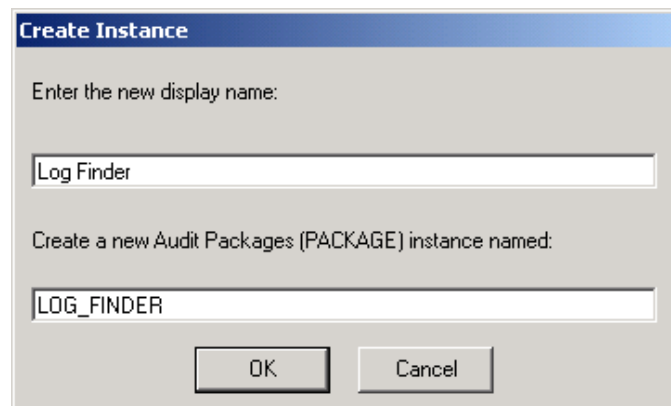 Create Instance
Enter the new display name:
Log Finder
Create a new Audit Packages (PACKAGE) instance named:
LOG_FINDER
OK Cancel